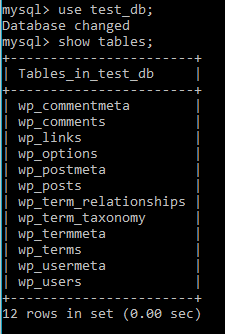 mysql> use test_db;
Database changed
mysql> show tables;
+-----------------------+
| Tables_in_test_db     |
+-----------------------+
| wp_commentmeta        |
| wp_comments           |
| wp_links              |
| wp_options            |
| wp_postmeta           |
| wp_posts              |
| wp_term_relationships |
| wp_term_taxonomy      |
| wp_termmeta           |
| wp_terms              |
| wp_usermeta           |
| wp_users              |
+-----------------------+
12 rows in set (0.00 sec)